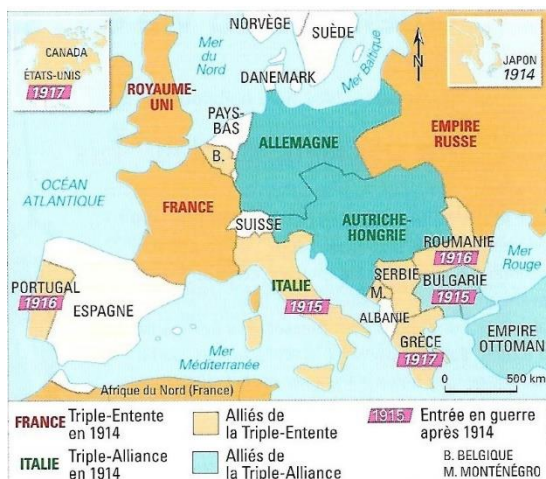 CANADA
ÉTATS-UNIS
1917
NORVÈGE
SUÈDE
JAPON
1914
Mer
du
Nord
Mer Baltique
N
DANEMARK
ROYAUME-
UNI
PAYS-
BAS
ALLEMAGNE
EMPIRE
RUSSE
B.
OCÉAN
ATLANTIQUE
FRANCE
AUTRICHE-
HONGRIE
SUISSE
ROUMANIE
1916
Mer
Rouge
SERBIE
BULGARIE
1915
M.
PORTUGAL
1916
ESPAGNE
ITALIE
1915
ALBANIE
GRÈCE
1917
EMPIRE
OTTOMAN
Mer
Méditerranée
Afrique du Nord (France)
0 500 km
FRANCE Triple-Entente
en 1914
Alliés de
la Triple-Entente
1915 Entrée en guerre
après 1914
ITALIE Triple-Alliance
en 1914
Alliés de
la Triple-Alliance
B. BELGIQUE
M. MONTÉNÉGRO